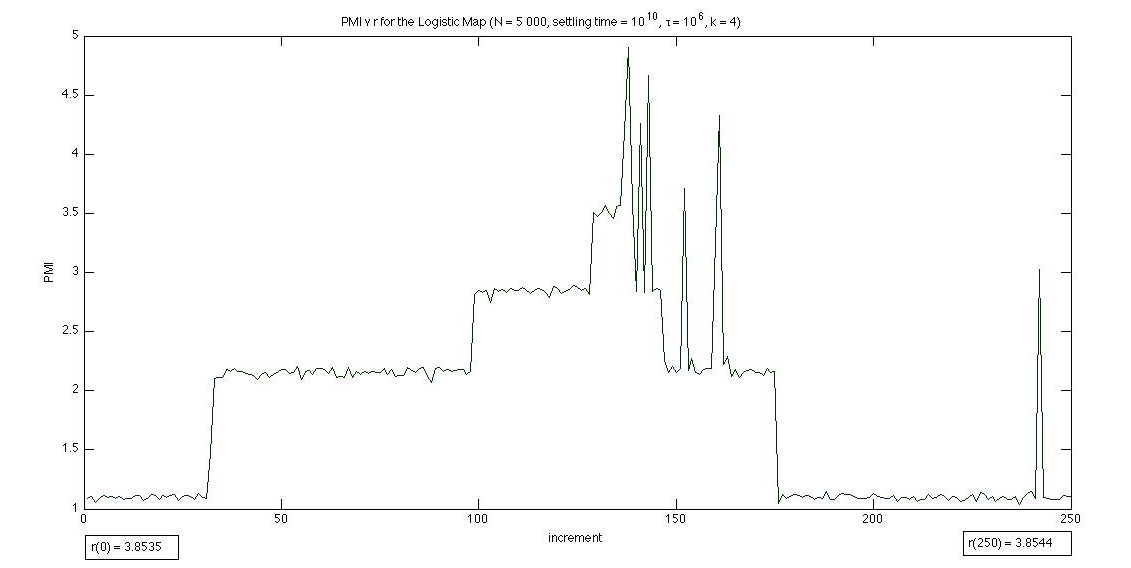 PMI v r for the Logistic Map (N = 5 000, settling time = 10^10, τ = 10^6, k = 4)
5
4.5
4
3.5
3
2.5
2
1.5
1
PMI
0 50 100 150 200 250
increment
r(0) = 3.8535
r(250) = 3.8544